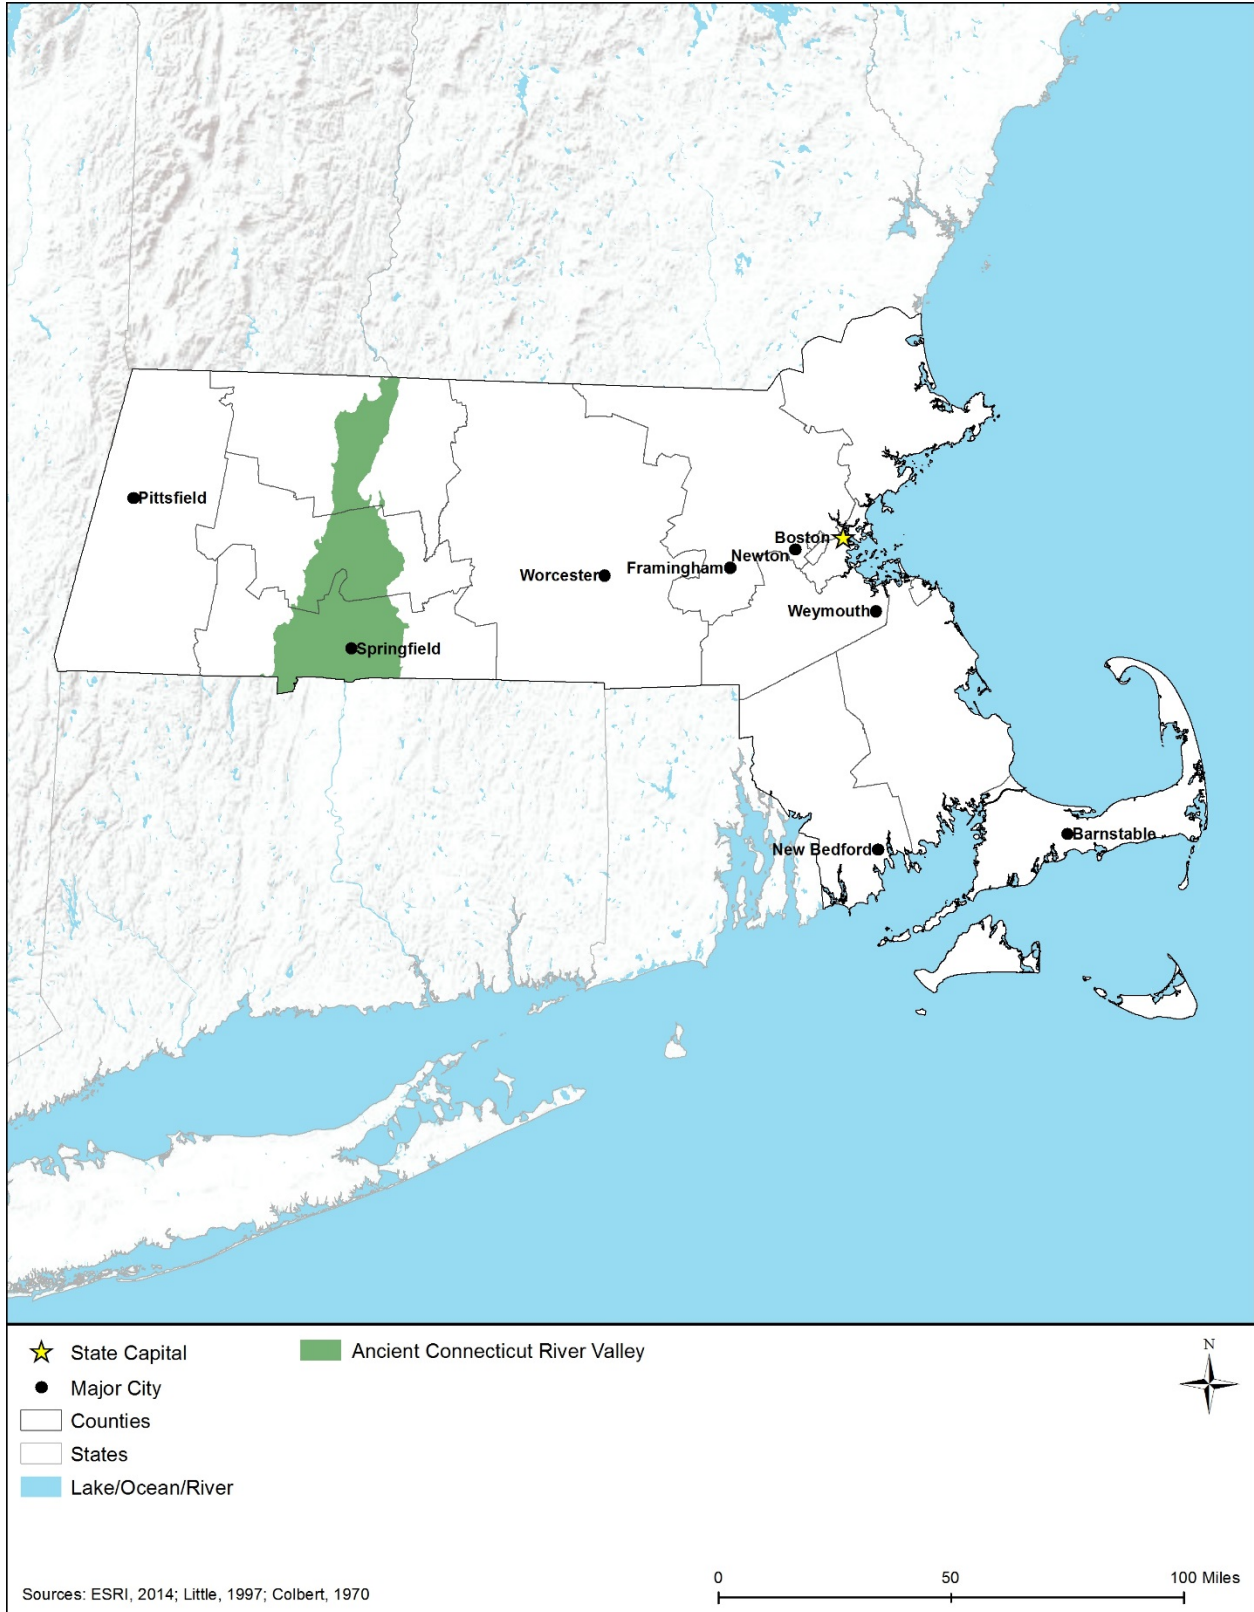 Pittsfield
Boston
Newton
Framingham
Worcester
Weymouth
Springfield
Barnstable
New Bedford
State Capital
Ancient Connecticut River Valley
N
Major City
Counties
States
Lake/Ocean/River
0 50 100 Miles
Sources: ESRI, 2014; Little, 1997; Colbert, 1970